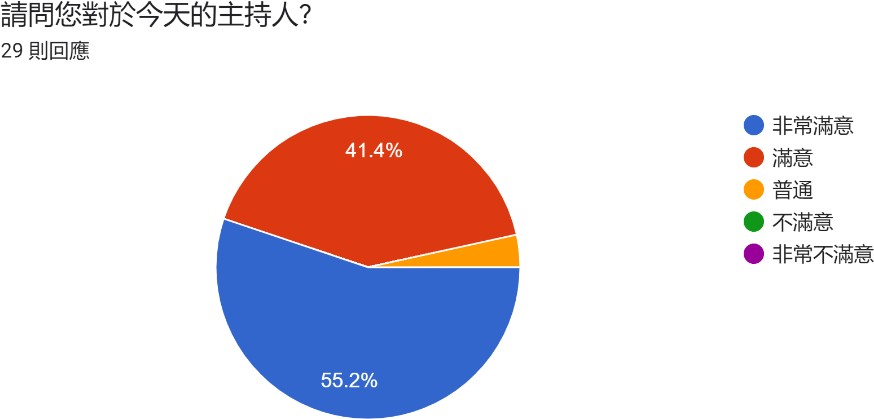 請問您對於今天的主持人?
29 則回應
非常滿意
滿意
普通
不滿意
非常不滿意
41.4%
55.2%